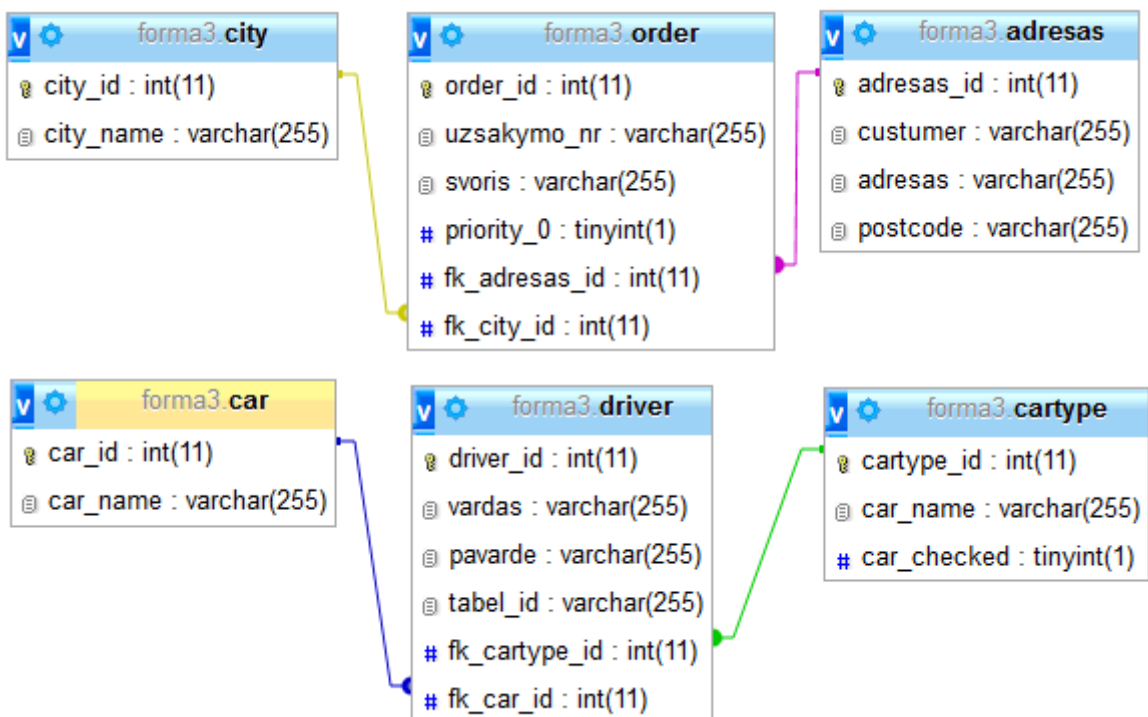 v forma3.city
city_id : int(11)
city_name : varchar(255)
v forma3.order
order_id : int(11)
uzsakymo_nr : varchar(255)
svoris : varchar(255)
# priority_0 : tinyint(1)
# fk_adresas_id : int(11)
# fk_city_id : int(11)
v forma3.adresas
adresas_id : int(11)
custumer : varchar(255)
adresas : varchar(255)
postcode : varchar(255)
v forma3.car
car_id : int(11)
car_name : varchar(255)
v forma3.driver
driver_id : int(11)
vardas : varchar(255)
pavarde : varchar(255)
tabel_id : varchar(255)
# fk_cartype_id : int(11)
# fk_car_id : int(11)
v forma3.cartype
cartype_id : int(11)
car_name : varchar(255)
# car_checked : tinyint(1)